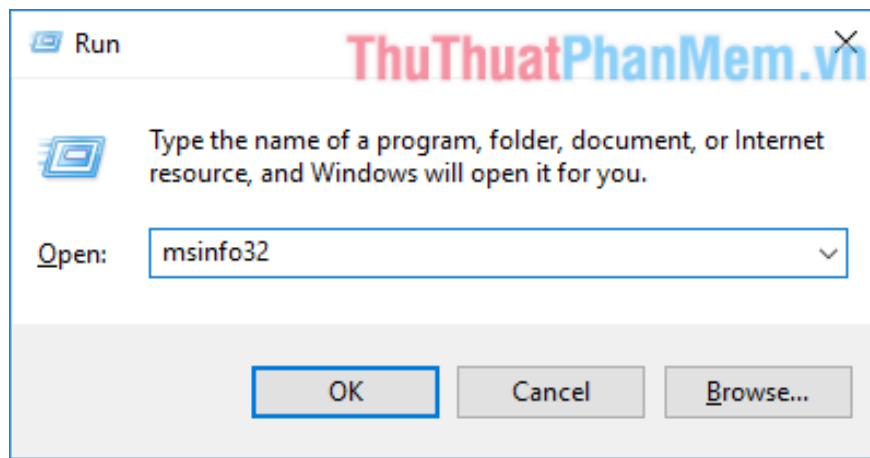 Run
ThuThuatPhanMem.vn
Type the name of a program, folder, document, or Internet
resource, and Windows will open it for you.
Open: msinfo32
OK Cancel Browse...